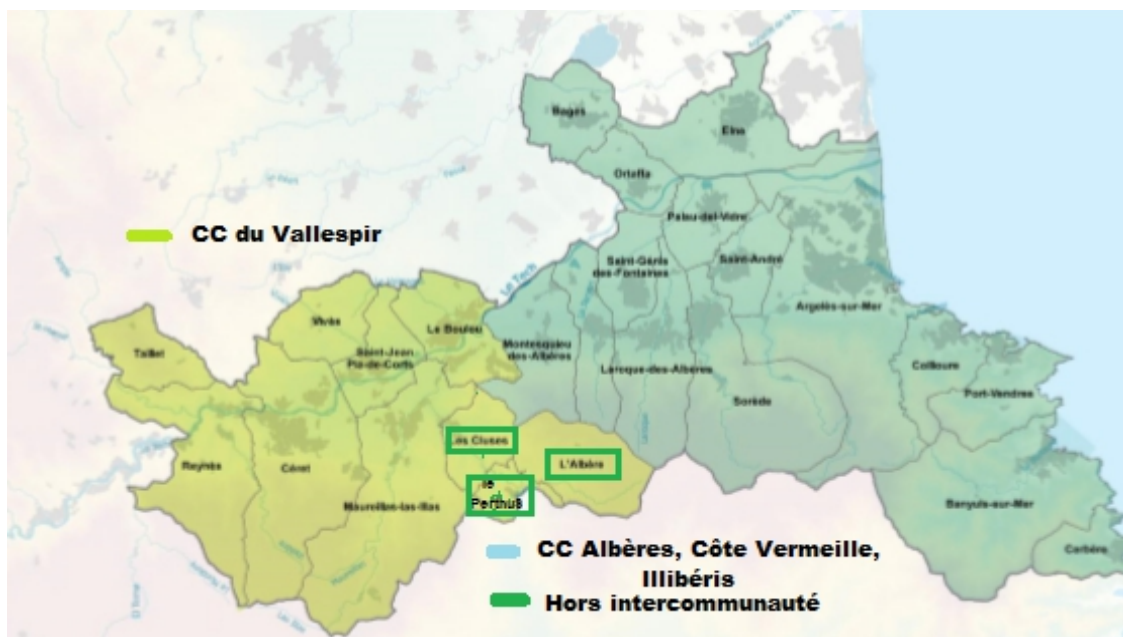 Bages
Elne
Ortaffa
Palau-del-Vidre
CC du Vallespir
Saint-Génis
des-Fontaines
Saint-André
Le Tech
Argelès-sur-Mer
Vivès
Le Boulou
Taillet
Saint-Jean
Pla-de-Corts
Montesquieu
des-Albères
Laroque-des-Albères
Collioure
Port-Vendres
Sorède
Les Cluses
L'Albère
Reynès
Céret
le
Perthus
Maureillas-las-Illas
Banyuls-sur-Mer
CC Albères, Côte Vermeille,
Illibéris
Cerbère
Hors intercommunauté